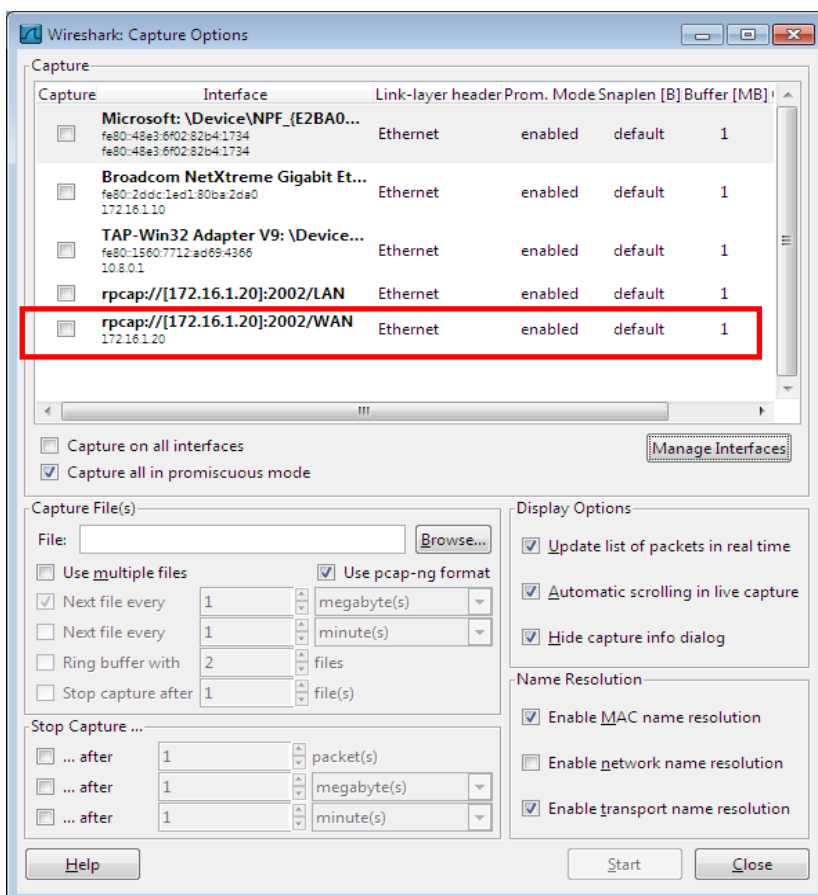 Wireshark: Capture Options
Capture
Capture Interface Link-layer header Prom. Mode Snaplen [B] Buffer [MB]
Microsoft: \Device\NPF_{E2BA0...
fe80::48e3:6f02:82b4:1734
fe80::48e3:6f02:82b4:1734
Ethernet enabled default 1
Broadcom NetXtreme Gigabit Et...
fe80::2ddc:1ed1:80ba:2da0
172.16.1.10
Ethernet enabled default 1
TAP-Win32 Adapter V9: \Device...
fe80::1560:7712:ad69:4366
10.8.0.1
Ethernet enabled default 1
rpcap://[172.16.1.20]:2002/LAN Ethernet enabled default 1
rpcap://[172.16.1.20]:2002/WAN
172.16.1.20
Ethernet enabled default 1
Capture on all interfaces
Manage Interfaces
Capture all in promiscuous mode
Capture File(s)
File: Browse...
Use multiple files Use pcap-ng format
Next file every 1 megabyte(s)
Next file every 1 minute(s)
Ring buffer with 2 files
Stop capture after 1 file(s)
Stop Capture ...
... after 1 packet(s)
... after 1 megabyte(s)
... after 1 minute(s)
Display Options
Update list of packets in real time
Automatic scrolling in live capture
Hide capture info dialog
Name Resolution
Enable MAC name resolution
Enable network name resolution
Enable transport name resolution
Help Start Close